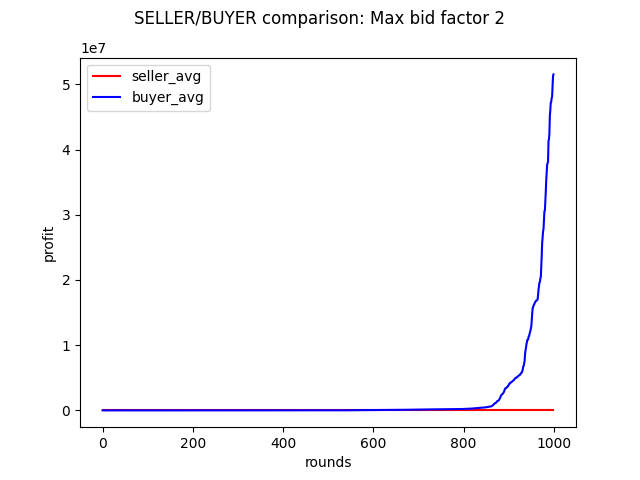 SELLER/BUYER comparison: Max bid factor 2
1e7
seller_avg
buyer_avg
5
4
3
2
1
0
profit
0 200 400 600 800 1000
rounds